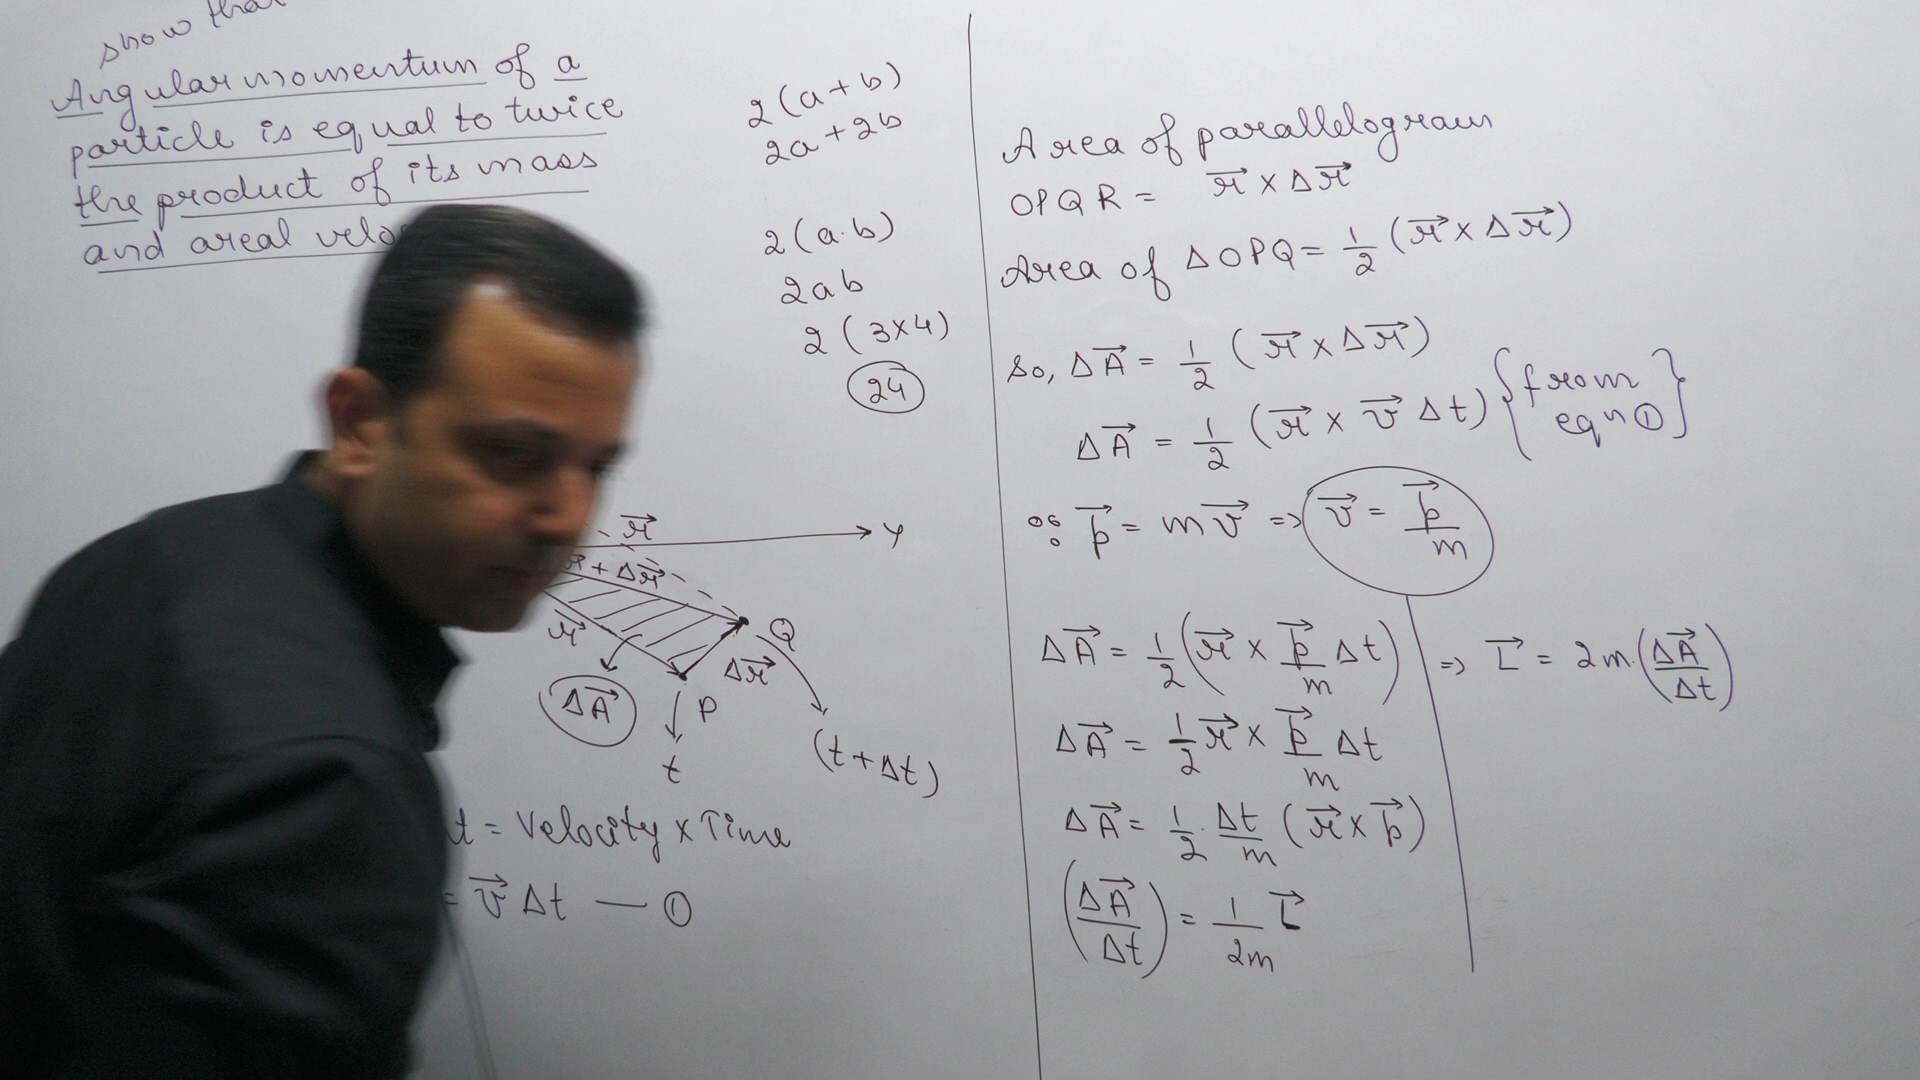 show that
Angular momentum of a
particle is equal to twice
the product of its mass
and areal
2(a+b)
2a+2b
2(a.b)
2ab
2(3×4)
24
r⃗
Y
r⃗+Δr⃗
r⃗
Q
Δr⃗
ΔA⃗
P
t
(t+Δt)
t = Velocity × Time
= v⃗ Δt — ①
Area of parallelogram
OPQR = r⃗ × Δr⃗
Area of ΔOPQ = 1/2 (r⃗ × Δr⃗)
So, ΔA⃗ = 1/2 (r⃗ × Δr⃗)
ΔA⃗ = 1/2 (r⃗ × v⃗ Δt) {from eqn ①}
∵ p⃗ = mv⃗ => v⃗ = p⃗/m
ΔA⃗ = 1/2 (r⃗ × p⃗/m Δt)
ΔA⃗ = 1/2 r⃗ × p⃗/m Δt
ΔA⃗ = 1/2 . Δt/m (r⃗ × p⃗)
(ΔA⃗/Δt) = 1/2m L⃗
=> L⃗ = 2m.(ΔA⃗/Δt)